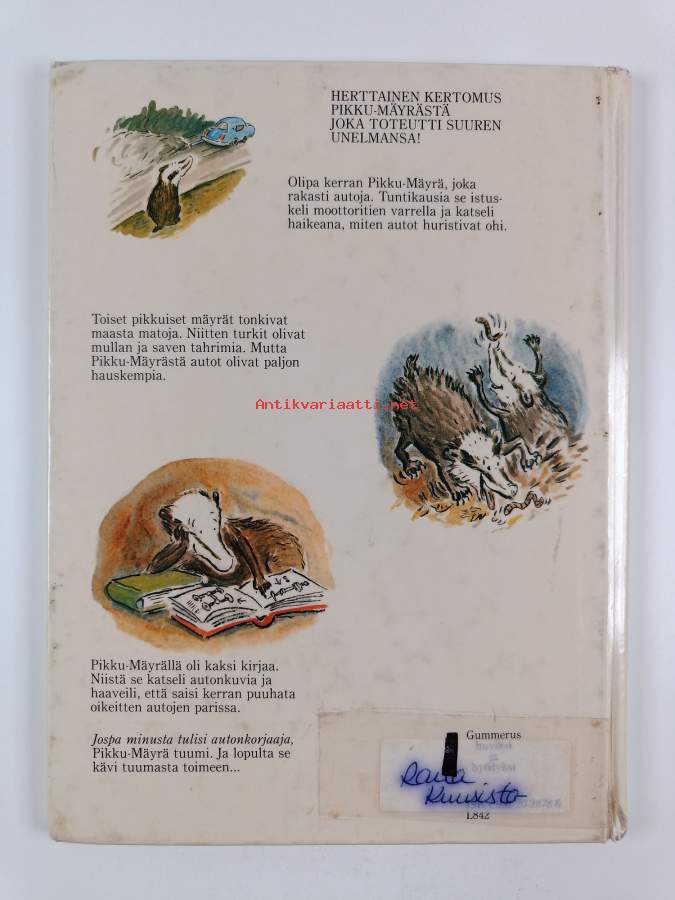 HERTTAINEN KERTOMUS
PIKKU-MÄYRÄSTÄ
JOKA TOTEUTTI SUUREN
UNELMANSA!
Olipa kerran Pikku-Mäyrä, joka
rakasti autoja. Tuntikausia se istus-
keli moottoritien varrella ja katseli
haikeana, miten autot huristivat ohi.
Toiset pikkuiset mäyrät tonkivat
maasta matoja. Niitten turkit olivat
mullan ja saven tahrimia. Mutta
Pikku-Mäyrästä autot olivat paljon
hauskempia.
Antikvariaatti.net
Pikku-Mäyrällä oli kaksi kirjaa.
Niistä se katseli autonkuvia ja
haaveili, että saisi kerran puuhata
oikeitten autojen parissa.
Jospa minusta tulisi autonkorjaaja,
Pikku-Mäyrä tuumi. Ja lopulta se
kävi tuumasta toimeen...
Gummerus
Kuusisto
L842